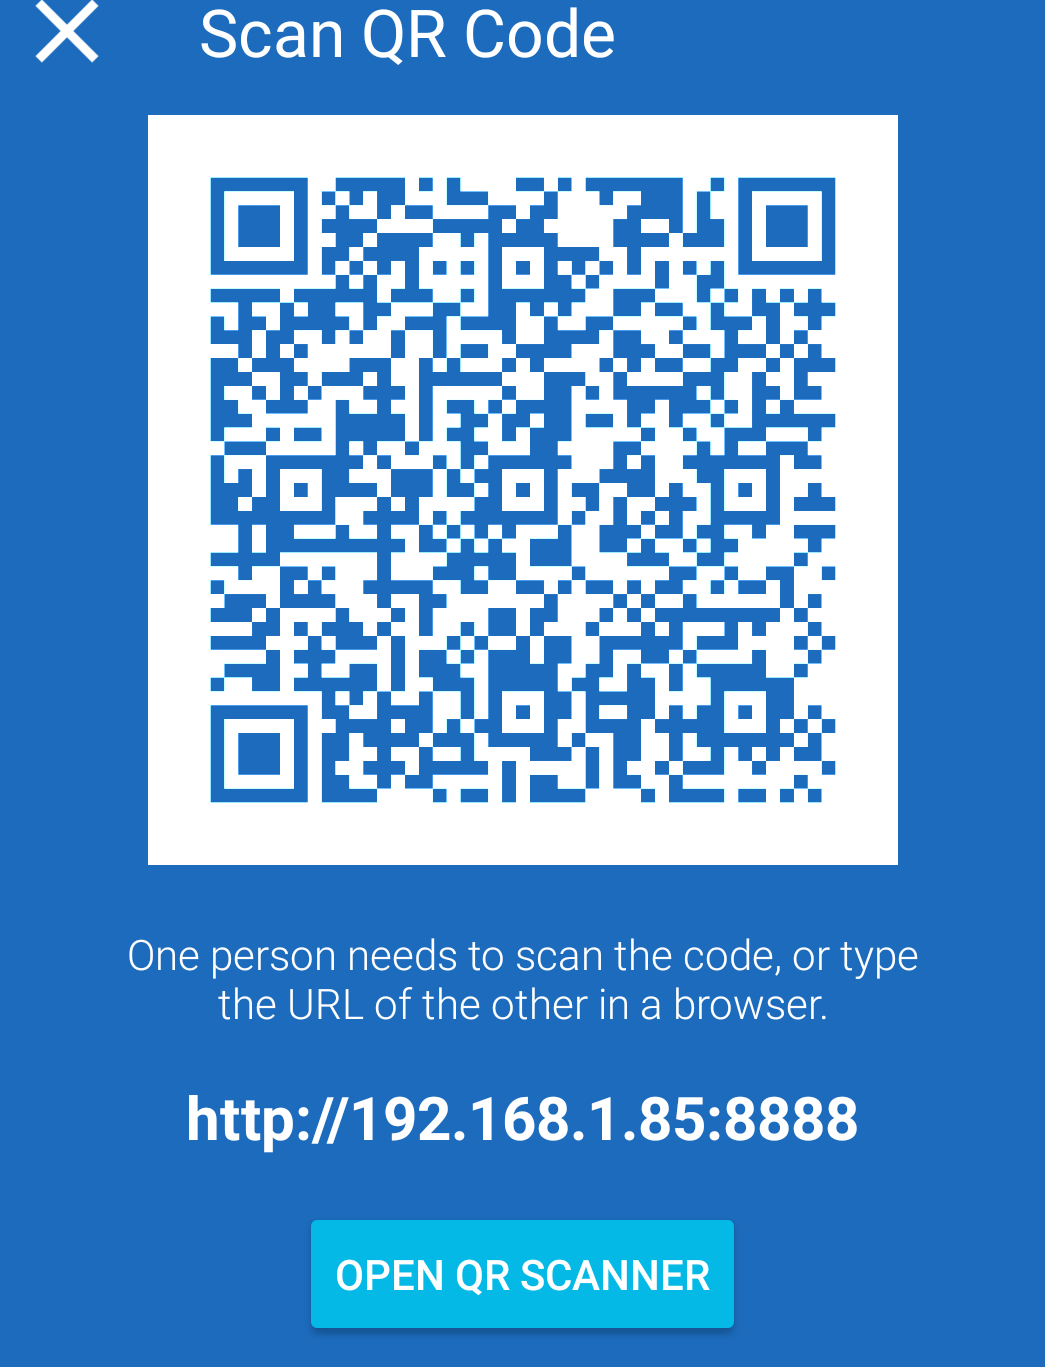 Scan QR Code
One person needs to scan the code, or type
the URL of the other in a browser.
http://192.168.1.85:8888
OPEN QR SCANNER